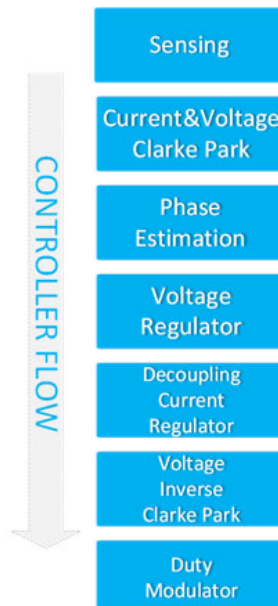 Sensing
Current&Voltage
Clarke Park
Phase
Estimation
Voltage
Regulator
Decoupling
Current
Regulator
Voltage
Inverse
Clarke Park
Duty
Modulator
CONTROLLER FLOW